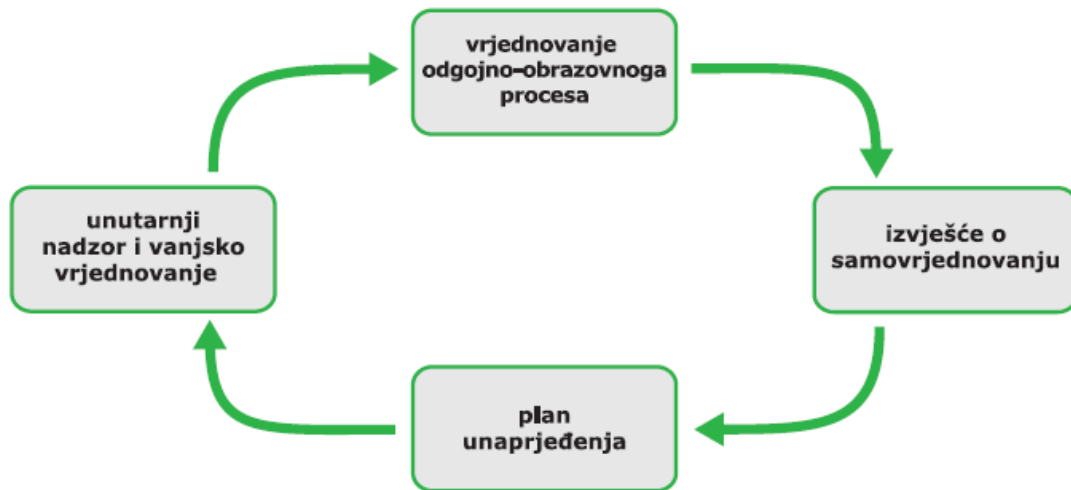 vrjednovanje
odgojno-obrazovnoga
procesa
izvješće o
samovrjednovanju
plan
unaprjeđenja
unutarnji
nadzor i vanjsko
vrjednovanje